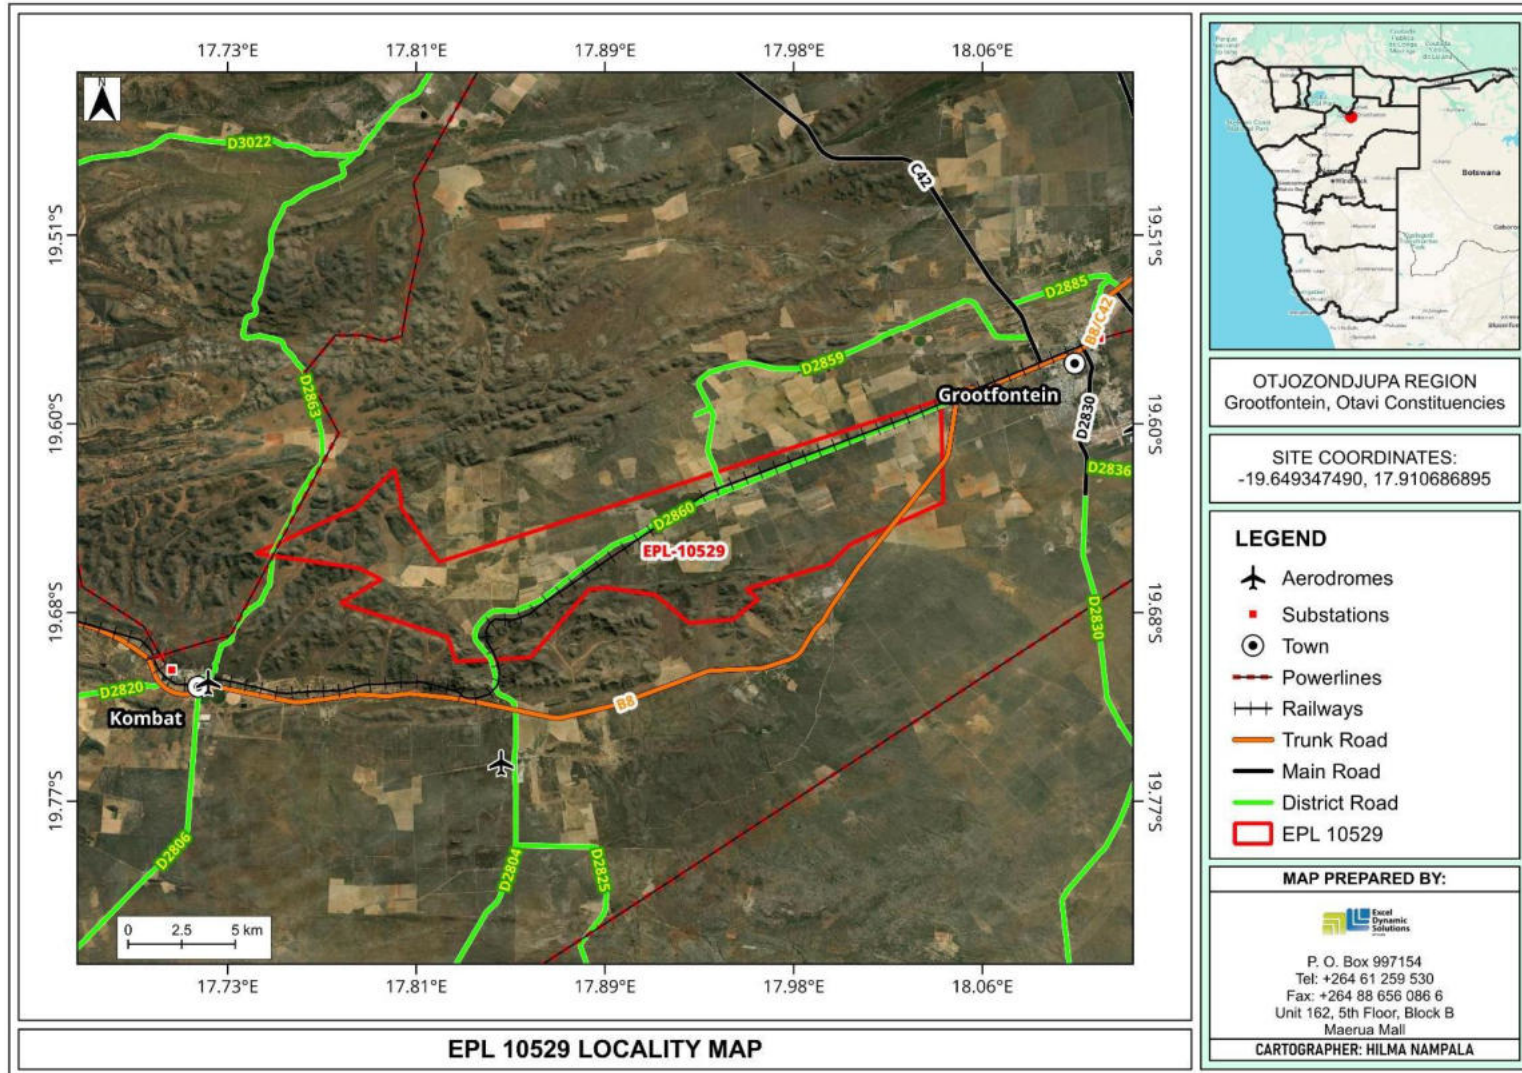 17.73°E
17.81°E
17.89°E
17.98°E
18.06°E
N
D3022
C42
19.51°S
19.51°S
D2885
B8/C42
D2859
D2863
Grootfontein
D2830
19.60°S
19.60°S
D2836
D2860
EPL-10529
19.68°S
19.68°S
D2830
D2820
Kombat
B8
19.77°S
19.77°S
D2806
D2804
D2825
0 2.5 5 km
17.73°E
17.81°E
17.89°E
17.98°E
18.06°E
EPL 10529 LOCALITY MAP
Botswana
OTJOZONDJUPA REGION
Grootfontein, Otavi Constituencies
SITE COORDINATES:
-19.649347490, 17.910686895
LEGEND
Aerodromes
Substations
Town
Powerlines
Railways
Trunk Road
Main Road
District Road
EPL 10529
MAP PREPARED BY:
Excel
Dynamic
Solutions
P. O. Box 997154
Tel: +264 61 259 530
Fax: +264 88 656 086 6
Unit 162, 5th Floor, Block B
Maerua Mall
CARTOGRAPHER: HILMA NAMPALA